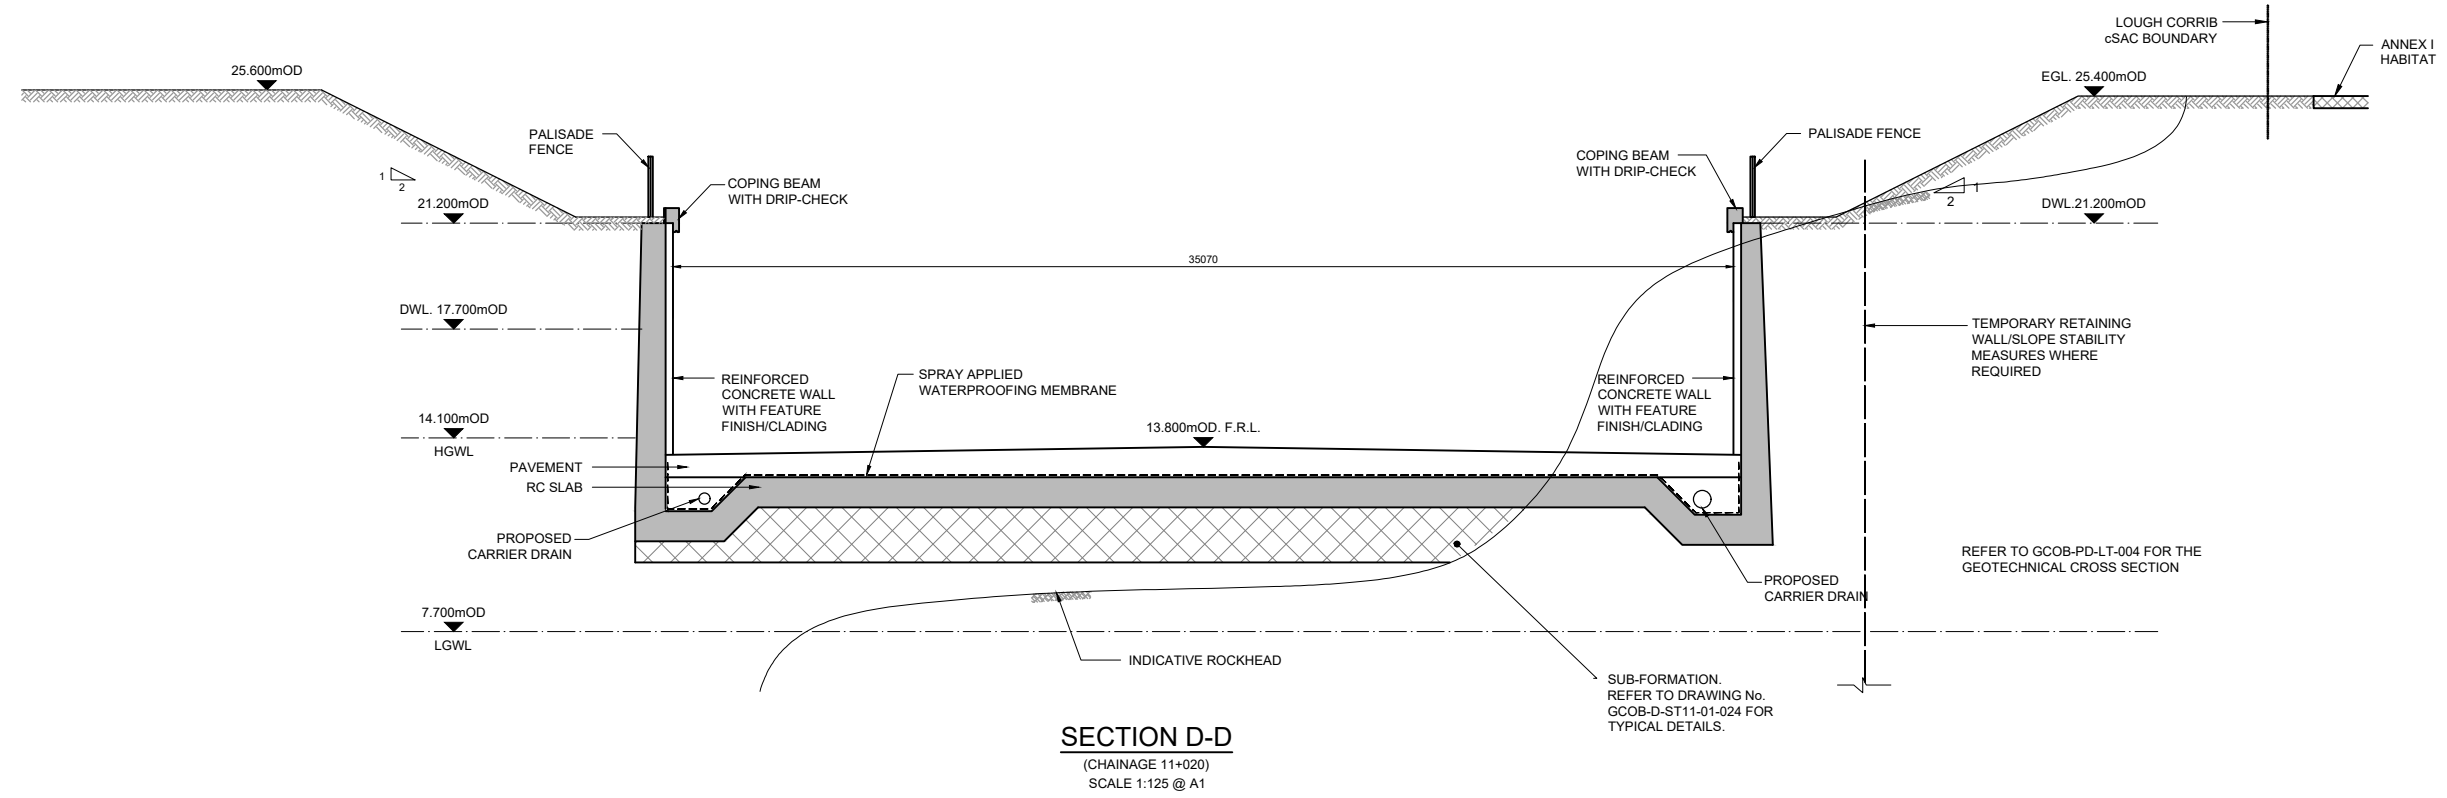 LOUGH CORRIB
cSAC BOUNDARY
ANNEX I
HABITAT
25.600mOD
EGL. 25.400mOD
PALISADE
FENCE
PALISADE FENCE
COPING BEAM
WITH DRIP-CHECK
COPING BEAM
WITH DRIP-CHECK
1
2
1
2
21.200mOD
DWL.21.200mOD
35070
DWL. 17.700mOD
TEMPORARY RETAINING
WALL/SLOPE STABILITY
MEASURES WHERE
REQUIRED
REINFORCED
CONCRETE WALL
WITH FEATURE
FINISH/CLADING
SPRAY APPLIED
WATERPROOFING MEMBRANE
REINFORCED
CONCRETE WALL
WITH FEATURE
FINISH/CLADING
14.100mOD
HGWL
13.800mOD. F.R.L.
PAVEMENT
RC SLAB
PROPOSED
CARRIER DRAIN
REFER TO GCOB-PD-LT-004 FOR THE
GEOTECHNICAL CROSS SECTION
PROPOSED
CARRIER DRAIN
7.700mOD
LGWL
INDICATIVE ROCKHEAD
SUB-FORMATION.
REFER TO DRAWING No.
GCOB-D-ST11-01-024 FOR
TYPICAL DETAILS.
SECTION D-D
(CHAINAGE 11+020)
SCALE 1:125 @ A1